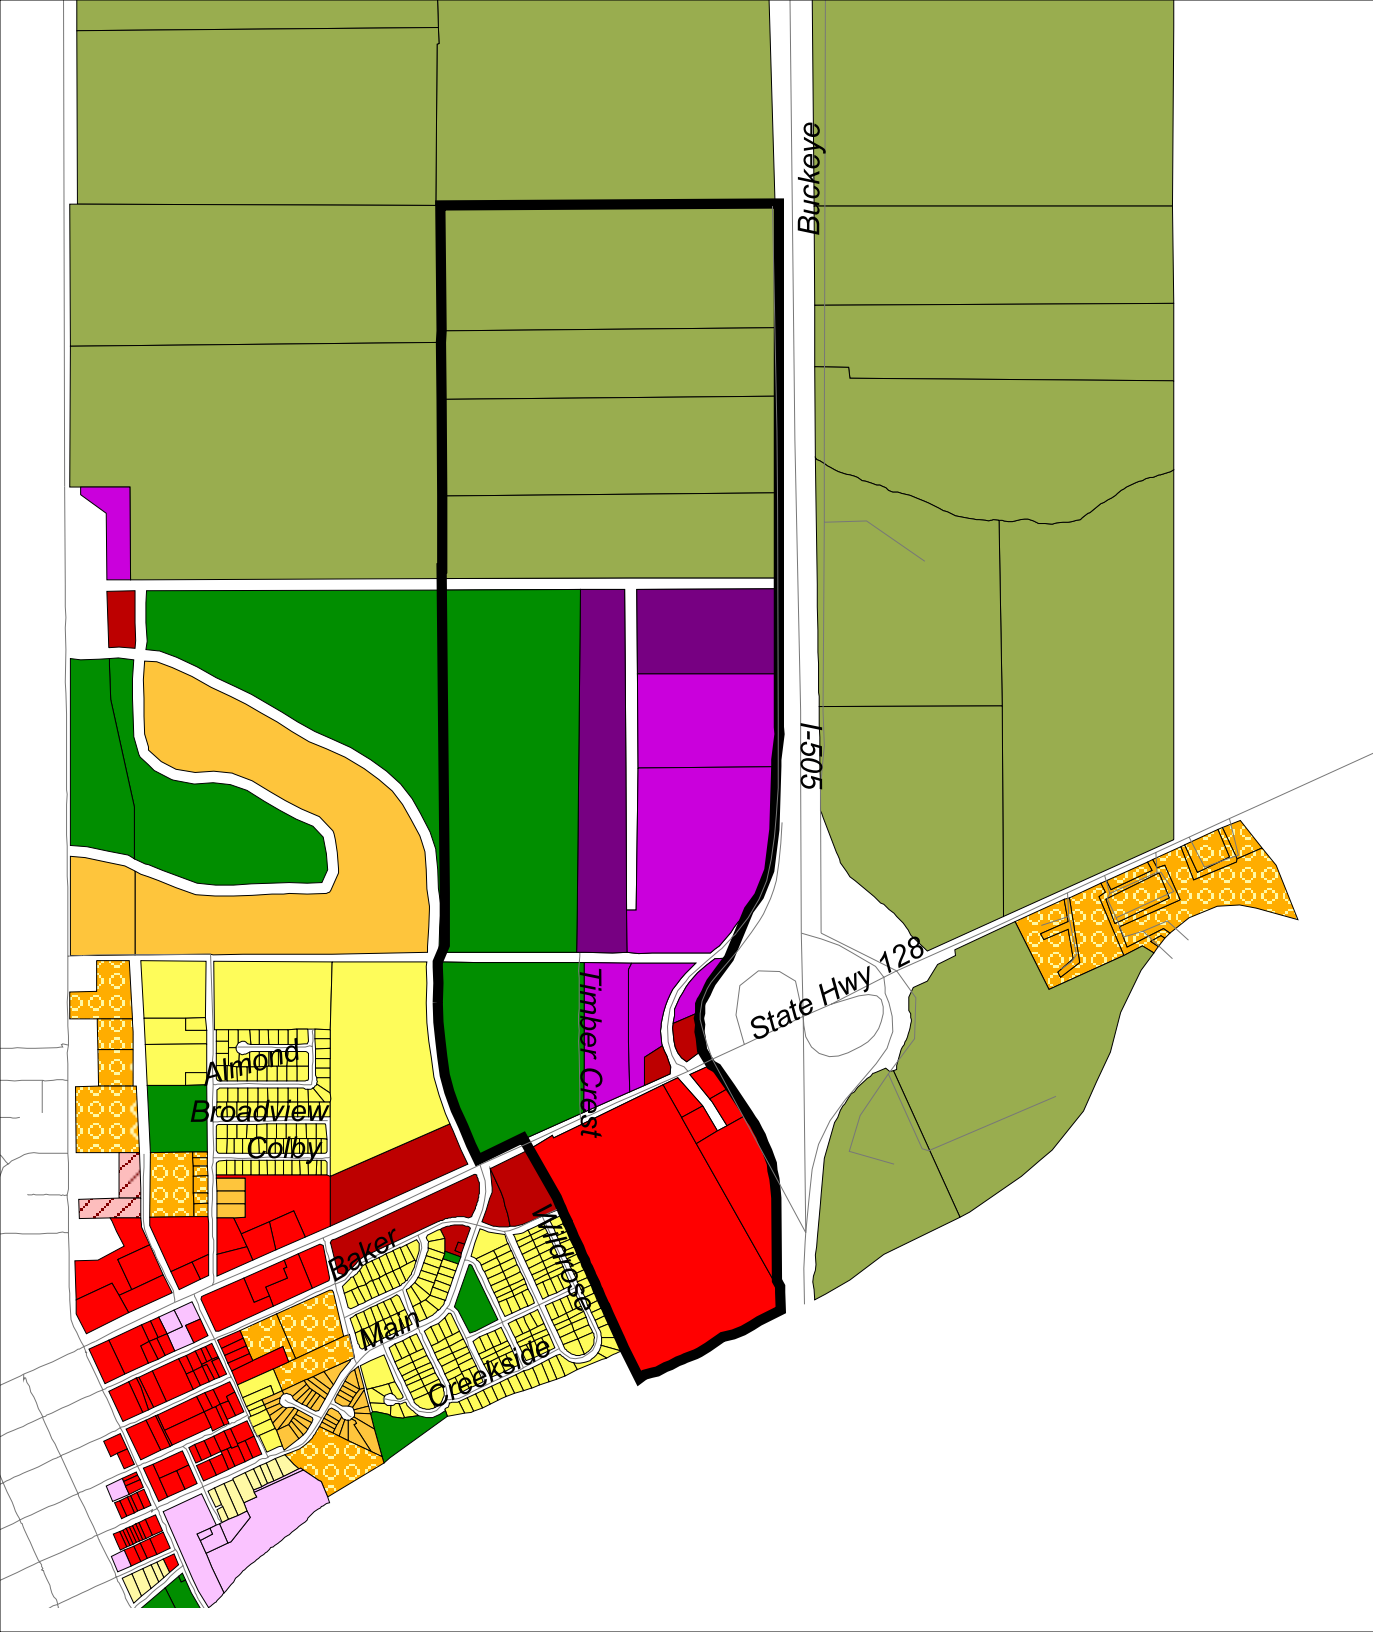 Buckeye
I-505
State Hwy 128
Timber Crest
Almond
Broadview
Colby
Wildrose
Baker
Main
Creekside